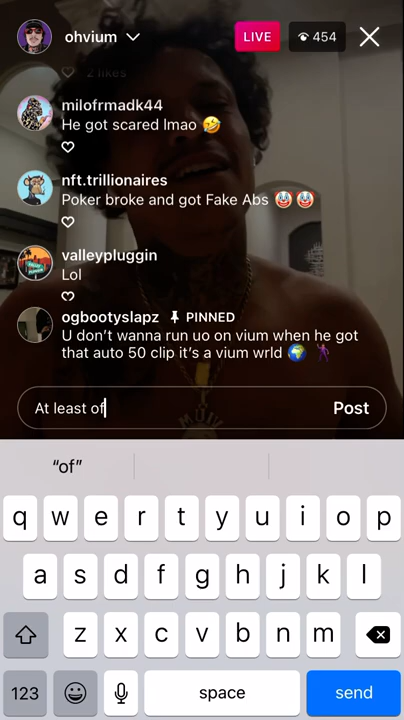 ohvium
LIVE
454
2 likes
milofrmadk44
He got scared lmao 🤣
nft.trillionaires
Poker broke and got Fake Abs 🤡🤡
valleypluggin
Lol
ogbootyslapz PINNED
U don’t wanna run uo on vium when he got
that auto 50 clip it’s a vium wrld 🌍 🕺
At least of
Post
“of”
q w e r t y u i o p
a s d f g h j k l
z x c v b n m
123 space send